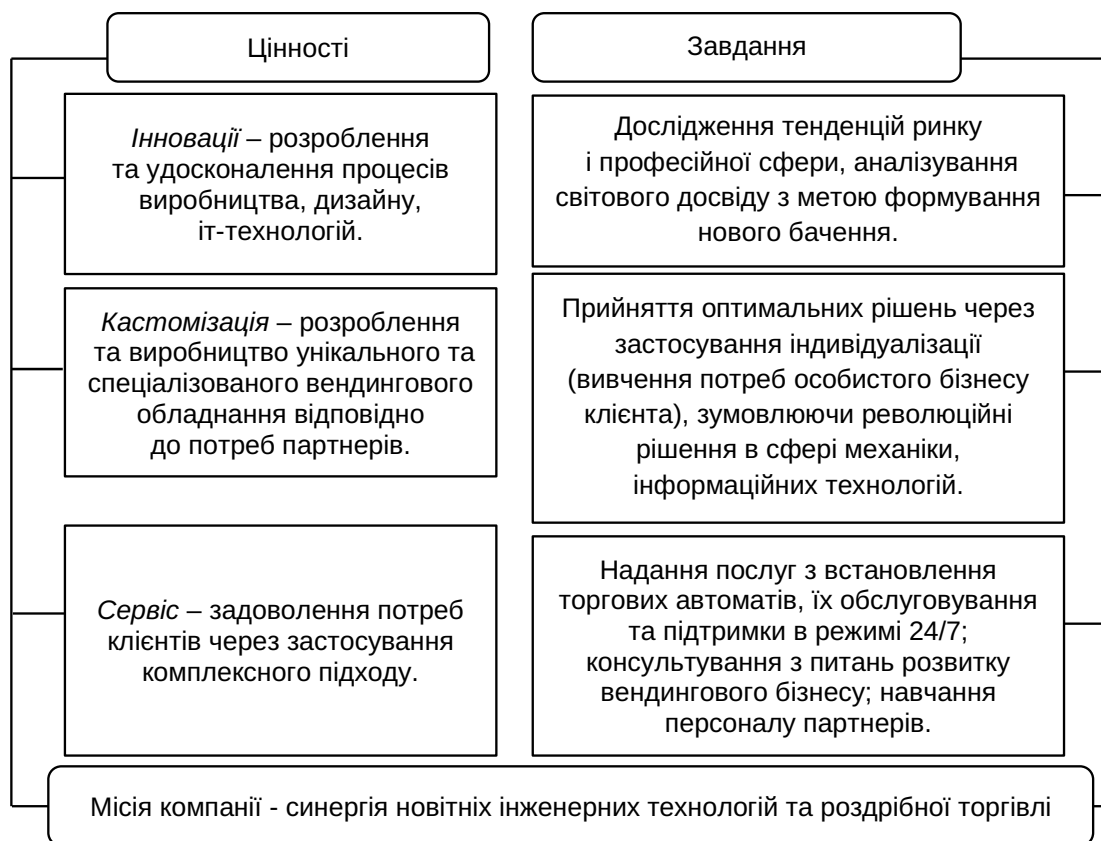 Цінності
Завдання
Інновації – розроблення
та удосконалення процесів
виробництва, дизайну,
іт-технологій.
Дослідження тенденцій ринку
і професійної сфери, аналізування
світового досвіду з метою формування
нового бачення.
Кастомізація – розроблення
та виробництво унікального та
спеціалізованого вендингового
обладнання відповідно
до потреб партнерів.
Прийняття оптимальних рішень через
застосування індивідуалізації
(вивчення потреб особистого бізнесу
клієнта), зумовлюючи революційні
рішення в сфері механіки,
інформаційних технологій.
Сервіс – задоволення потреб
клієнтів через застосування
комплексного підходу.
Надання послуг з встановлення
торгових автоматів, їх обслуговування
та підтримки в режимі 24/7;
консультування з питань розвитку
вендингового бізнесу; навчання
персоналу партнерів.
Місія компанії - синергія новітніх інженерних технологій та роздрібної торгівлі